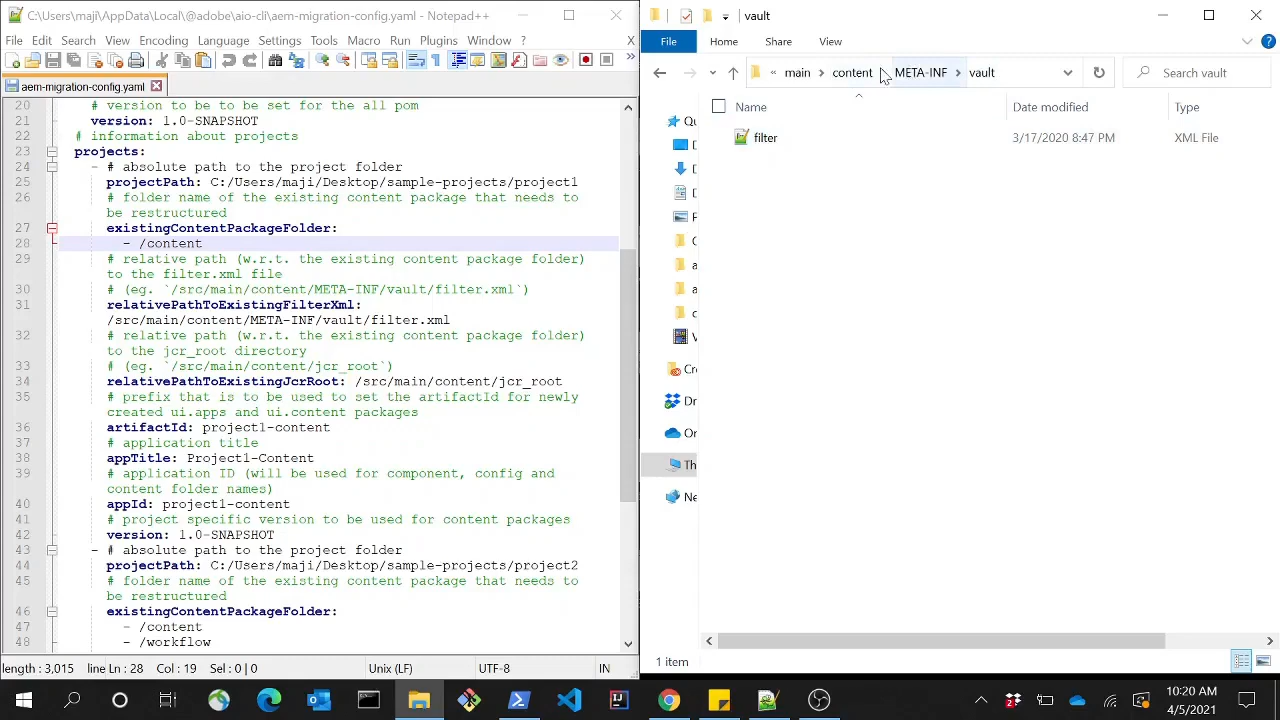 C:\Users\maji\AppData\Local\@adobe\aio-cli\aem-migration-config.yaml - Notepad++
File Edit Search View Encoding Language Settings Tools Macro Run Plugins Window ? X
aem-migration-config.yaml
20 # version to be to be set for the all pom
21 version: 1.0-SNAPSHOT
22 # information about projects
23 projects:
24 - # absolute path to the project folder
25 projectPath: C:/Users/maji/Desktop/sample-projects/project1
26 # folder name of the existing content package that needs to
be restructured
27 existingContentPackageFolder:
28 - /content
29 # relative path (w.r.t. the existing content package folder)
to the filter.xml file
30 # (eg. `/src/main/content/META-INF/vault/filter.xml`)
31 relativePathToExistingFilterXml:
/src/main/content/META-INF/vault/filter.xml
32 # relative path (w.r.t. the existing content package folder)
to the jcr_root directory
33 # (eg. `/src/main/content/jcr_root`)
34 relativePathToExistingJcrRoot: /src/main/content/jcr_root
35 # prefix that is to be used to set the artifactId for newly
created ui.apps and ui.content packages
36 artifactId: project1-content
37 # application title
38 appTitle: Project1-Content
39 # application ID (will be used for component, config and
content folder names)
40 appId: project1-content
41 # project specific version to be used for content packages
42 version: 1.0-SNAPSHOT
43 - # absolute path to the project folder
44 projectPath: C:/Users/maji/Desktop/sample-projects/project2
45 # folder name of the existing content package that needs to
be restructured
46 existingContentPackageFolder:
47 - /content
48 - /workflow
length : 3,015 line Ln : 28 Col : 19 Sel : 0 | 0 Unix (LF) UTF-8 IN
vault
File Home Share View
« main content META-INF vault Search vault
Name Date modified Type
filter 3/17/2020 8:47 PM XML File
Qu
D
D
D
P
C
a
a
c
V
Cre
Dr
On
Th
Ne
1 item
10:20 AM
4/5/2021